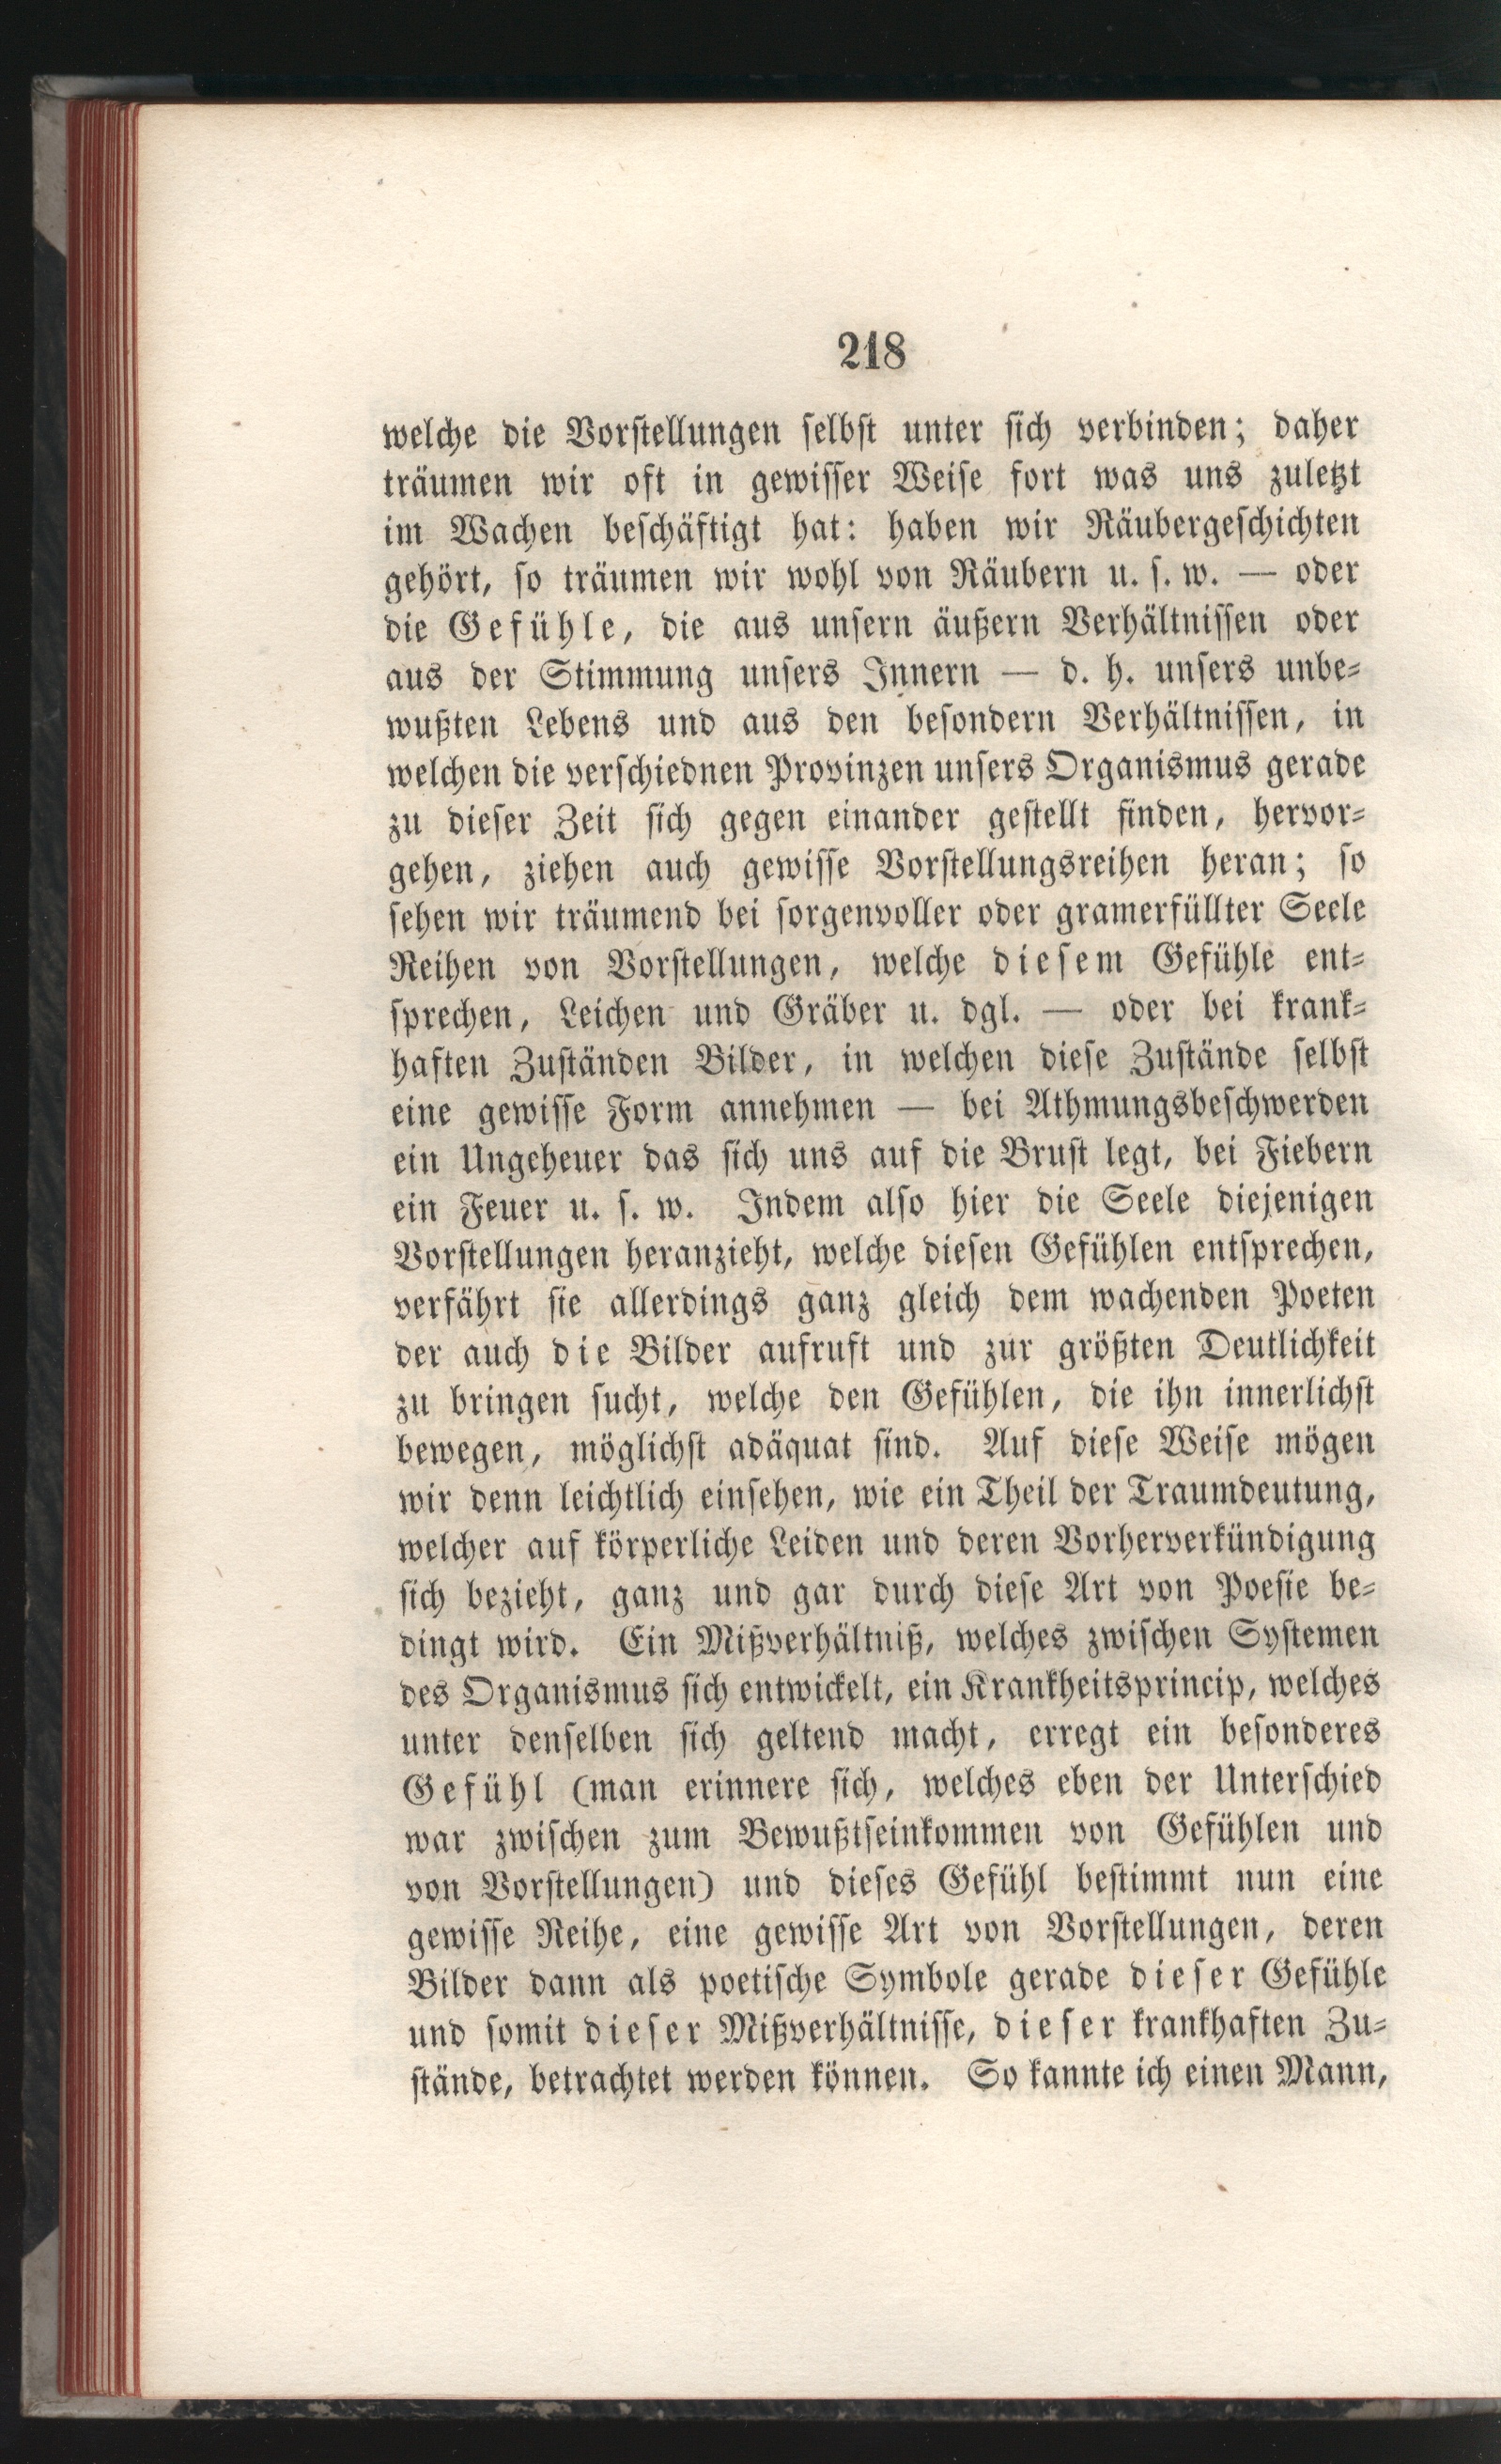 218
welche die Vorstellungen selbst unter sich verbinden; daher
träumen wir oft in gewisser Weise fort was uns zuletzt
im Wachen beschäftigt hat: haben wir Räubergeschichten
gehört, so träumen wir wohl von Räubern u. s. w. — oder
die Gefühle, die aus unsern äußern Verhältnissen oder
aus der Stimmung unsers Innern — d. h. unsers unbe-
wußten Lebens und aus den besondern Verhältnissen, in
welchen die verschiednen Provinzen unsers Organismus gerade
zu dieser Zeit sich gegen einander gestellt finden, hervor-
gehen, ziehen auch gewisse Vorstellungsreihen heran; so
sehen wir träumend bei sorgenvoller oder gramerfüllter Seele
Reihen von Vorstellungen, welche diesem Gefühle ent-
sprechen, Leichen und Gräber u. dgl. — oder bei krank-
haften Zuständen Bilder, in welchen diese Zustände selbst
eine gewisse Form annehmen — bei Athmungsbeschwerden
ein Ungeheuer das sich uns auf die Brust legt, bei Fiebern
ein Feuer u. s. w. Indem also hier die Seele diejenigen
Vorstellungen heranzieht, welche diesen Gefühlen entsprechen,
verfährt sie allerdings ganz gleich dem wachenden Poeten
der auch die Bilder aufruft und zur größten Deutlichkeit
zu bringen sucht, welche den Gefühlen, die ihn innerlichst
bewegen, möglichst adäquat sind. Auf diese Weise mögen
wir denn leichtlich einsehen, wie ein Theil der Traumdeutung,
welcher auf körperliche Leiden und deren Vorherverkündigung
sich bezieht, ganz und gar durch diese Art von Poesie be-
dingt wird. Ein Mißverhältniß, welches zwischen Systemen
des Organismus sich entwickelt, ein Krankheitsprincip, welches
unter denselben sich geltend macht, erregt ein besonderes
Gefühl (man erinnere sich, welches eben der Unterschied
war zwischen zum Bewußtseinkommen von Gefühlen und
von Vorstellungen) und dieses Gefühl bestimmt nun eine
gewisse Reihe, eine gewisse Art von Vorstellungen, deren
Bilder dann als poetische Symbole gerade dieser Gefühle
und somit dieser Mißverhältnisse, dieser krankhaften Zu-
stände, betrachtet werden können. So kannte ich einen Mann,